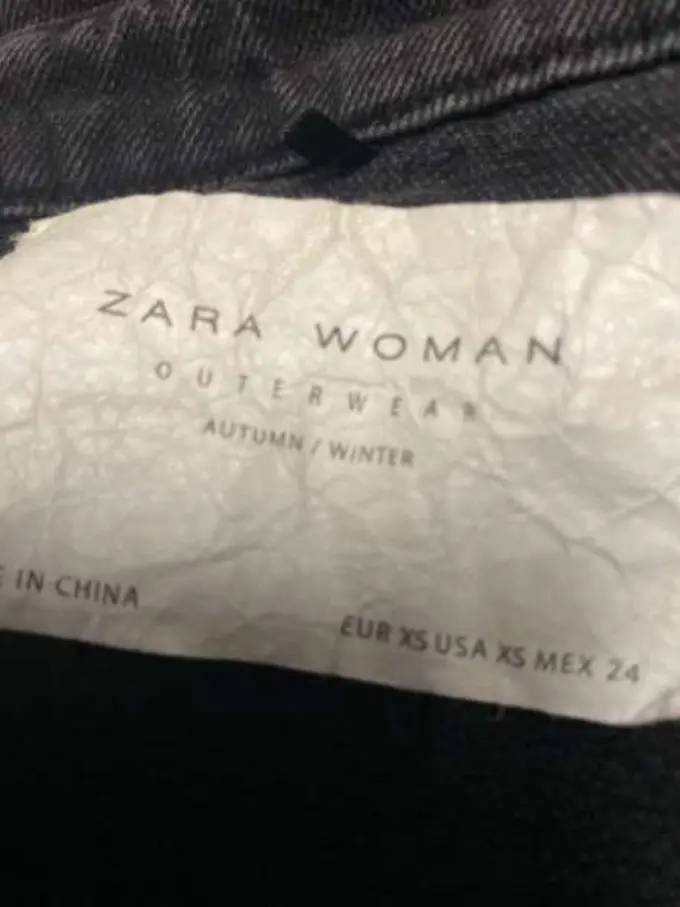 ZARA WOMAN
OUTERWEAR
AUTUMN / WINTER
E IN CHINA
EUR XS USA XS MEX 24